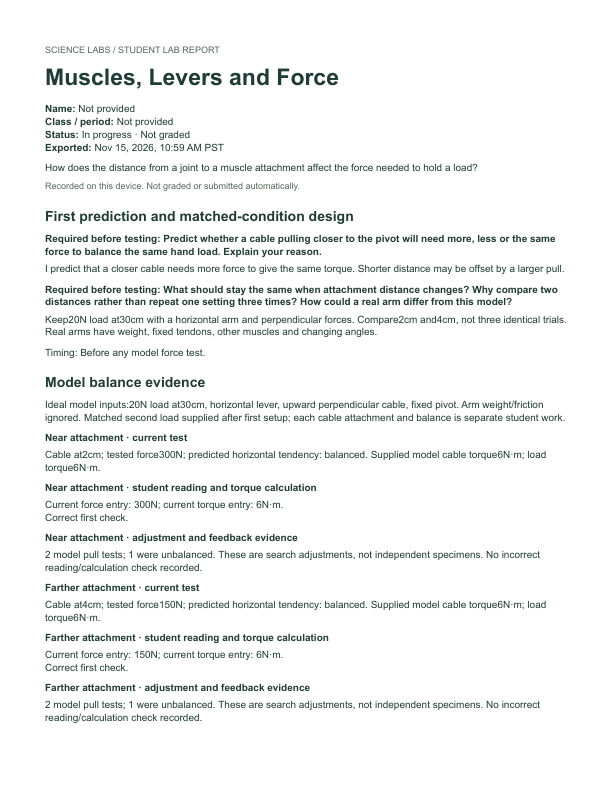 SCIENCE LABS / STUDENT LAB REPORT
Muscles, Levers and Force
Name: Not provided
Class / period: Not provided
Status: In progress · Not graded
Exported: Nov 15, 2026, 10:59 AM PST
How does the distance from a joint to a muscle attachment affect the force needed to hold a load?
Recorded on this device. Not graded or submitted automatically.
First prediction and matched-condition design
Required before testing: Predict whether a cable pulling closer to the pivot will need more, less or the same
force to balance the same hand load. Explain your reason.
I predict that a closer cable needs more force to give the same torque. Shorter distance may be offset by a larger pull.
Required before testing: What should stay the same when attachment distance changes? Why compare two
distances rather than repeat one setting three times? How could a real arm differ from this model?
Keep20N load at30cm with a horizontal arm and perpendicular forces. Compare2cm and4cm, not three identical trials.
Real arms have weight, fixed tendons, other muscles and changing angles.
Timing: Before any model force test.
Model balance evidence
Ideal model inputs:20N load at30cm, horizontal lever, upward perpendicular cable, fixed pivot. Arm weight/friction
ignored. Matched second load supplied after first setup; each cable attachment and balance is separate student work.
Near attachment · current test
Cable at2cm; tested force300N; predicted horizontal tendency: balanced. Supplied model cable torque6N·m; load
torque6N·m.
Near attachment · student reading and torque calculation
Current force entry: 300N; current torque entry: 6N·m.
Correct first check.
Near attachment · adjustment and feedback evidence
2 model pull tests; 1 were unbalanced. These are search adjustments, not independent specimens. No incorrect
reading/calculation check recorded.
Farther attachment · current test
Cable at4cm; tested force150N; predicted horizontal tendency: balanced. Supplied model cable torque6N·m; load
torque6N·m.
Farther attachment · student reading and torque calculation
Current force entry: 150N; current torque entry: 6N·m.
Correct first check.
Farther attachment · adjustment and feedback evidence
2 model pull tests; 1 were unbalanced. These are search adjustments, not independent specimens. No incorrect
reading/calculation check recorded.